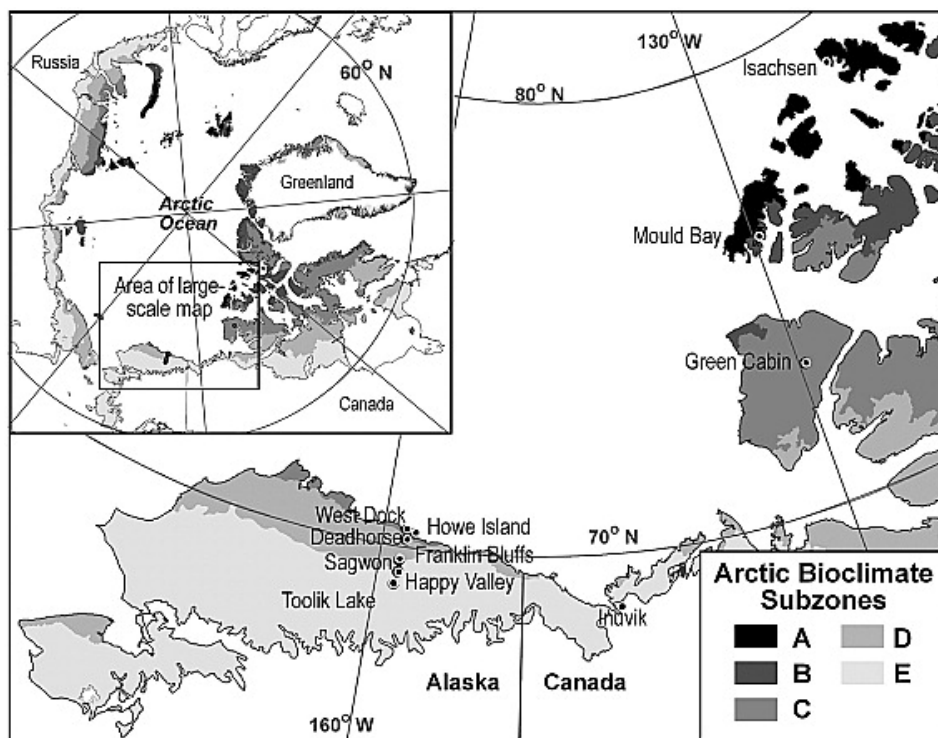 Russia
60° N
Greenland
Arctic
Ocean
Area of large-
scale map
Canada
130° W
80° N
Isachsen
Mould Bay
Green Cabin
West Dock
Howe Island
Deadhorse
70° N
Franklin Bluffs
Sagwon
Happy Valley
Toolik Lake
Inuvik
Alaska
Canada
160° W
Arctic Bioclimate
Subzones
A
D
B
E
C